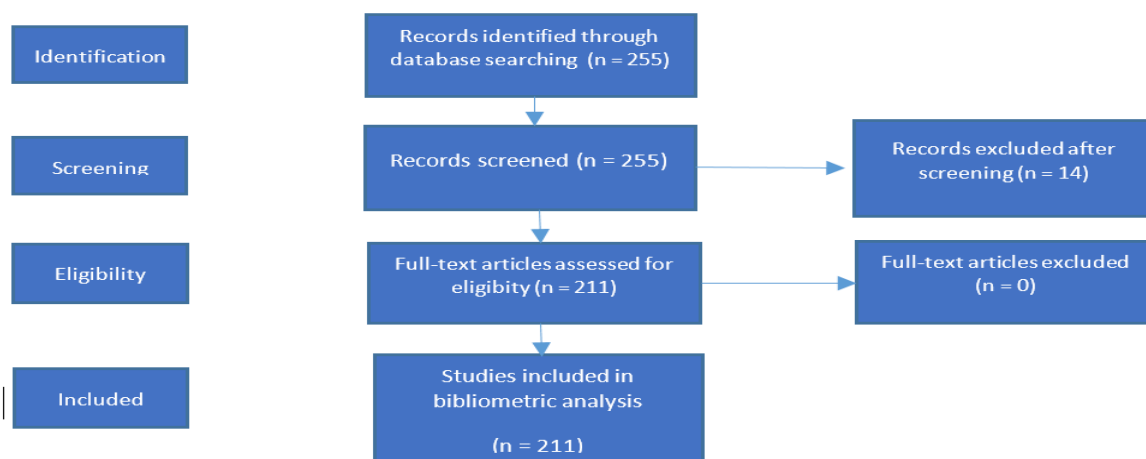 Identification
Records identified through
database searching (n = 255)
Screening
Records screened (n = 255)
Records excluded after
screening (n = 14)
Eligibility
Full-text articles assessed for
eligibity (n = 211)
Full-text articles excluded
(n = 0)
Included
Studies included in
bibliometric analysis
(n = 211)